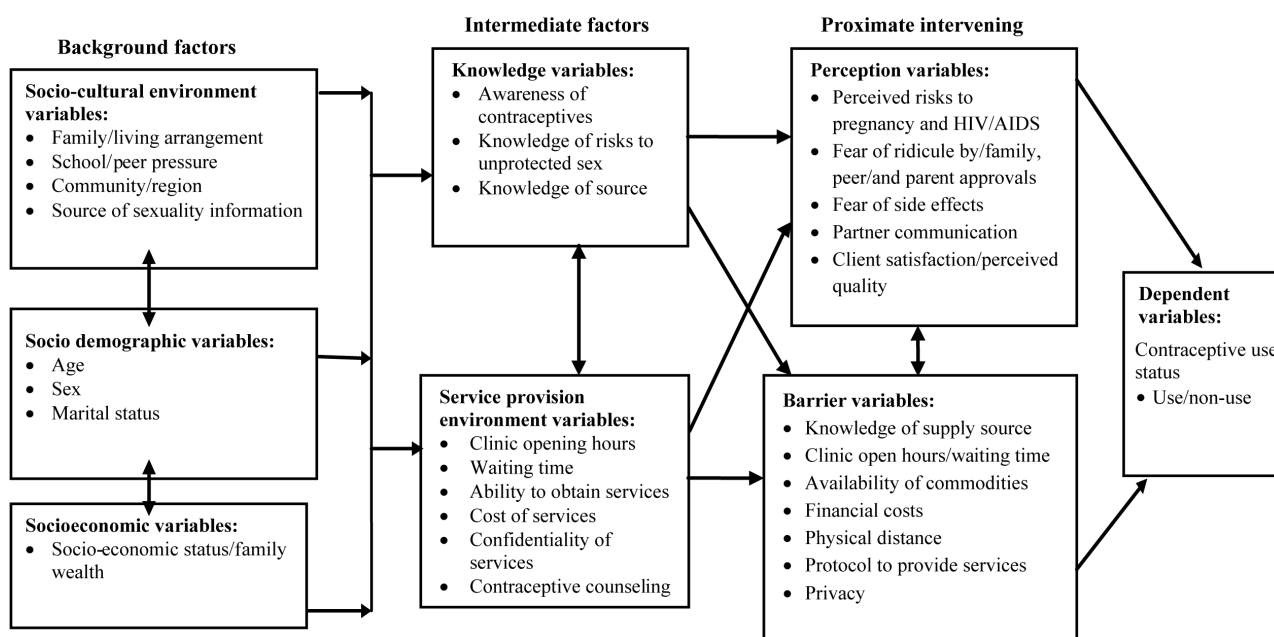 Background factors
Socio-cultural environment
variables:
• Family/living arrangement
• School/peer pressure
• Community/region
• Source of sexuality information
Socio demographic variables:
• Age
• Sex
• Marital status
Socioeconomic variables:
• Socio-economic status/family
wealth
Intermediate factors
Knowledge variables:
• Awareness of
contraceptives
• Knowledge of risks to
unprotected sex
• Knowledge of source
Service provision
environment variables:
• Clinic opening hours
• Waiting time
• Ability to obtain services
• Cost of services
• Confidentiality of
services
• Contraceptive counseling
Proximate intervening
Perception variables:
• Perceived risks to
pregnancy and HIV/AIDS
• Fear of ridicule by/family,
peer/and parent approvals
• Fear of side effects
• Partner communication
• Client satisfaction/perceived
quality
Barrier variables:
• Knowledge of supply source
• Clinic open hours/waiting time
• Availability of commodities
• Financial costs
• Physical distance
• Protocol to provide services
• Privacy
Dependent
variables:
Contraceptive use
status
• Use/non-use